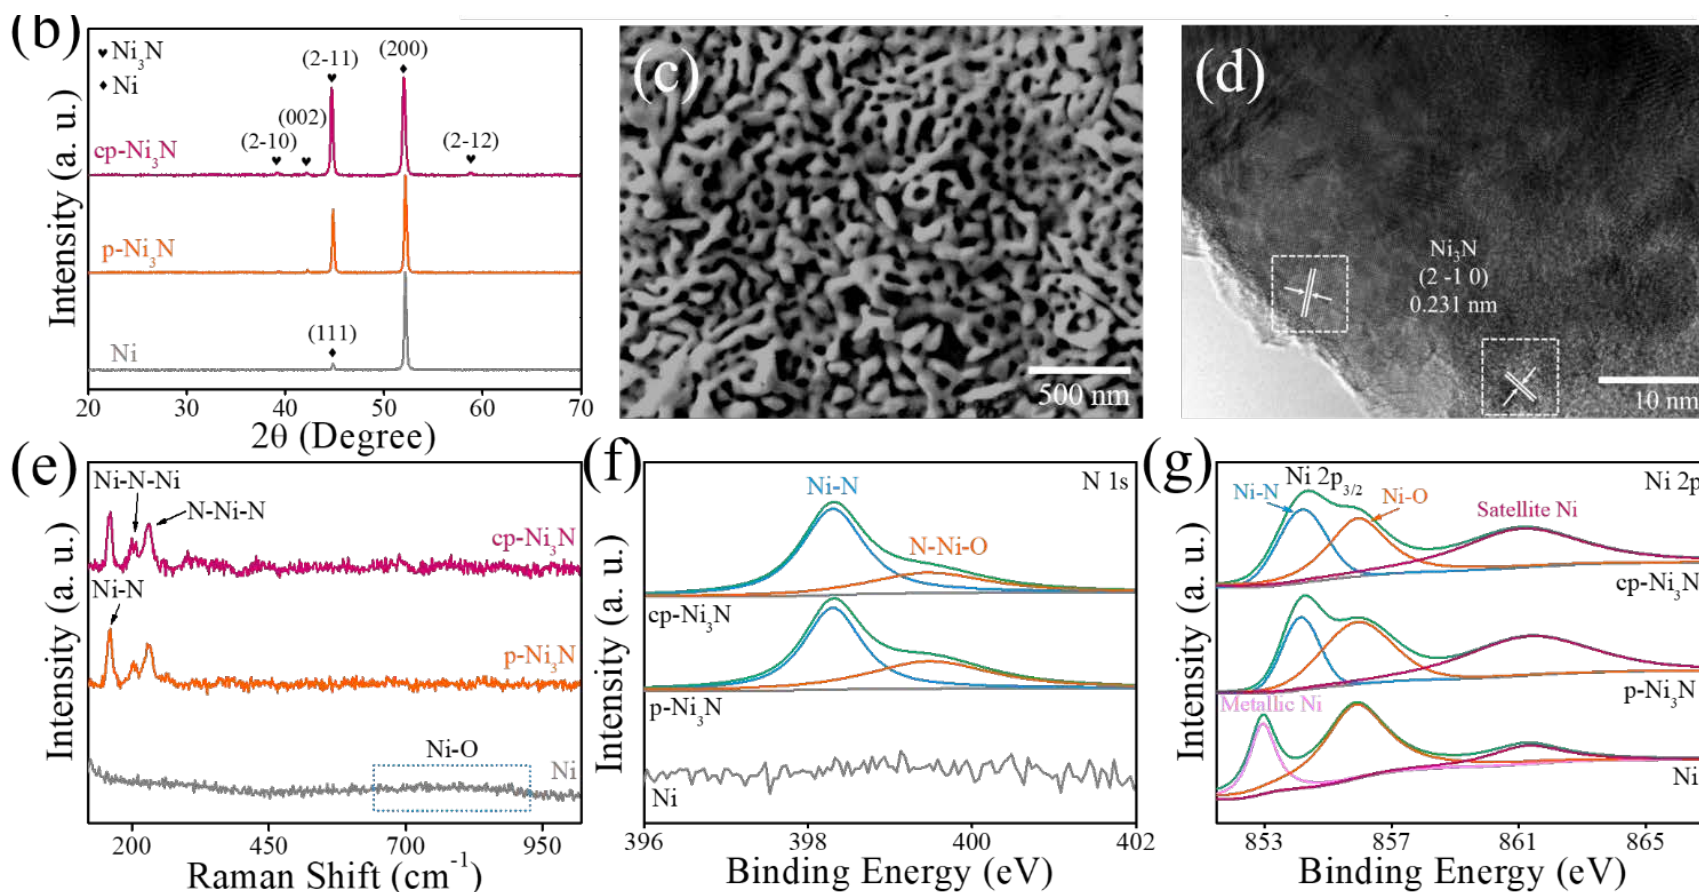 (b)
♥ Ni₃N
♦ Ni
(2-11)
(200)
(002)
(2-10)
(2-12)
cp-Ni₃N
p-Ni₃N
(111)
Ni
Intensity (a. u.)
20 30 40 50 60 70
2θ (Degree)
(c)
500 nm
(d)
Ni₃N
(2 -1 0)
0.231 nm
10 nm
(e)
Ni-N-Ni
N-Ni-N
cp-Ni₃N
Ni-N
p-Ni₃N
Ni-O
Ni
Intensity (a. u.)
200 450 700 950
Raman Shift (cm⁻¹)
(f)
N 1s
Ni-N
N-Ni-O
cp-Ni₃N
p-Ni₃N
Ni
Intensity (a. u.)
396 398 400 402
Binding Energy (eV)
(g)
Ni 2p₃/₂
Ni 2p
Ni-N
Ni-O
Satellite Ni
cp-Ni₃N
p-Ni₃N
Metallic Ni
Ni
Intensity (a. u.)
853 857 861 865
Binding Energy (eV)